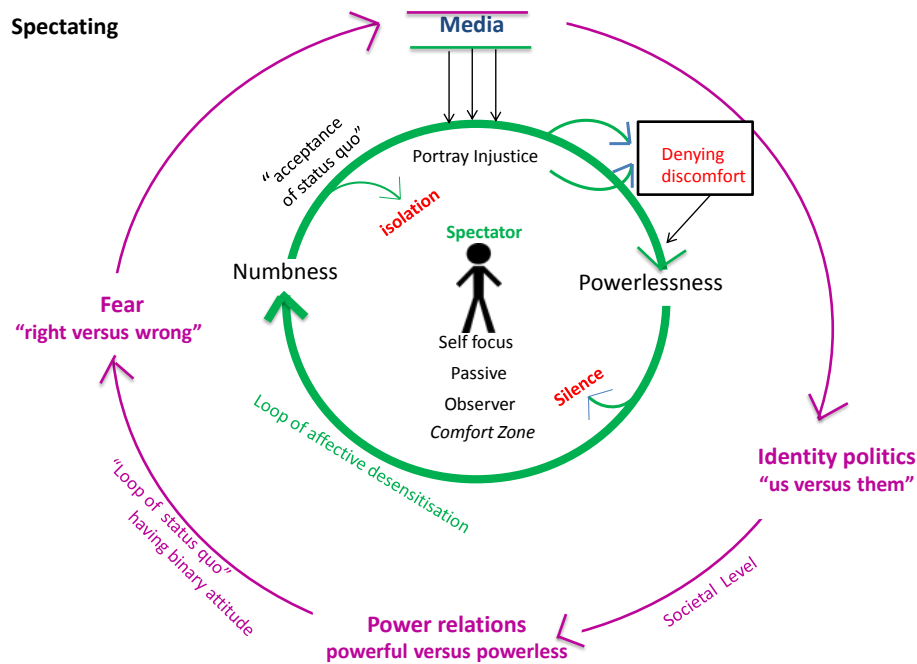 Spectating
Media
“ acceptance
of status quo”
Portray Injustice
Denying
discomfort
isolation
Spectator
Numbness
Powerlessness
Fear
“right versus wrong”
Self focus
Passive
Observer
Comfort Zone
Silence
Loop of affective desensitisation
Identity politics
“us versus them”
“Loop of status quo”
having binary attitude
Societal Level
Power relations
powerful versus powerless